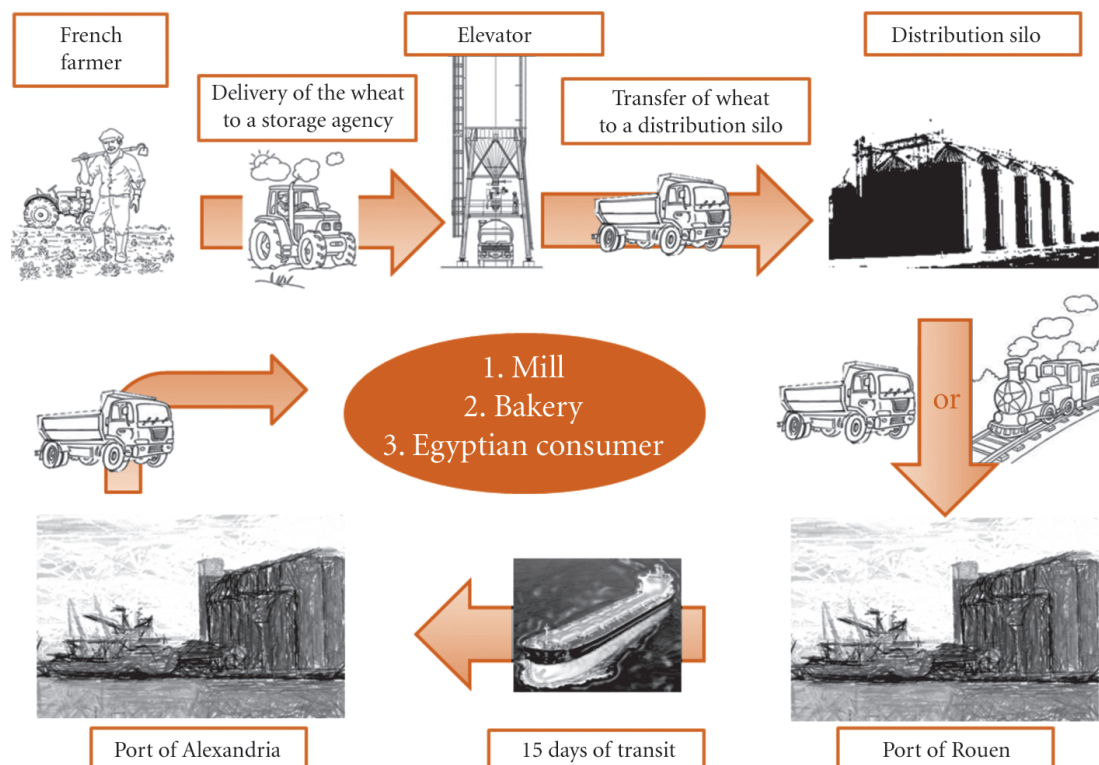 French
farmer
Delivery of the wheat
to a storage agency
Elevator
Transfer of wheat
to a distribution silo
Distribution silo
or
Port of Rouen
15 days of transit
Port of Alexandria
1. Mill
2. Bakery
3. Egyptian consumer